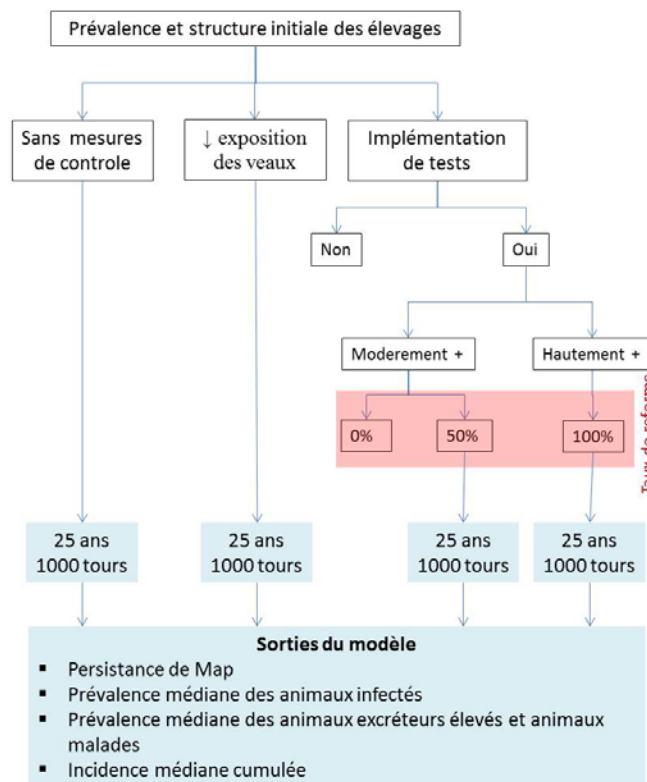 Prévalence et structure initiale des élevages
Sans mesures
de controle
↓ exposition
des veaux
Implémentation
de tests
Non
Oui
Moderement +
Hautement +
0%
50%
100%
Taux de reforme
25 ans
1000 tours
25 ans
1000 tours
25 ans
1000 tours
25 ans
1000 tours
Sorties du modèle
▪ Persistance de Map
▪ Prévalence médiane des animaux infectés
▪ Prévalence médiane des animaux excréteurs élevés et animaux
malades
▪ Incidence médiane cumulée